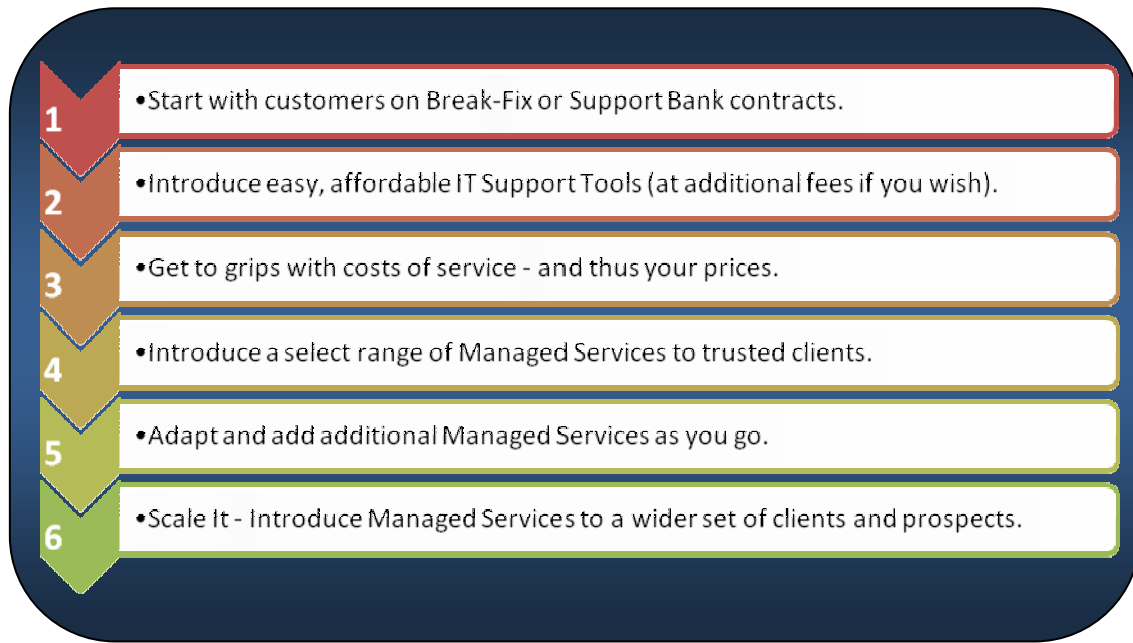 1
•Start with customers on Break-Fix or Support Bank contracts.
2
•Introduce easy, affordable IT Support Tools (at additional fees if you wish).
3
•Get to grips with costs of service - and thus your prices.
4
•Introduce a select range of Managed Services to trusted clients.
5
•Adapt and add additional Managed Services as you go.
6
•Scale It - Introduce Managed Services to a wider set of clients and prospects.